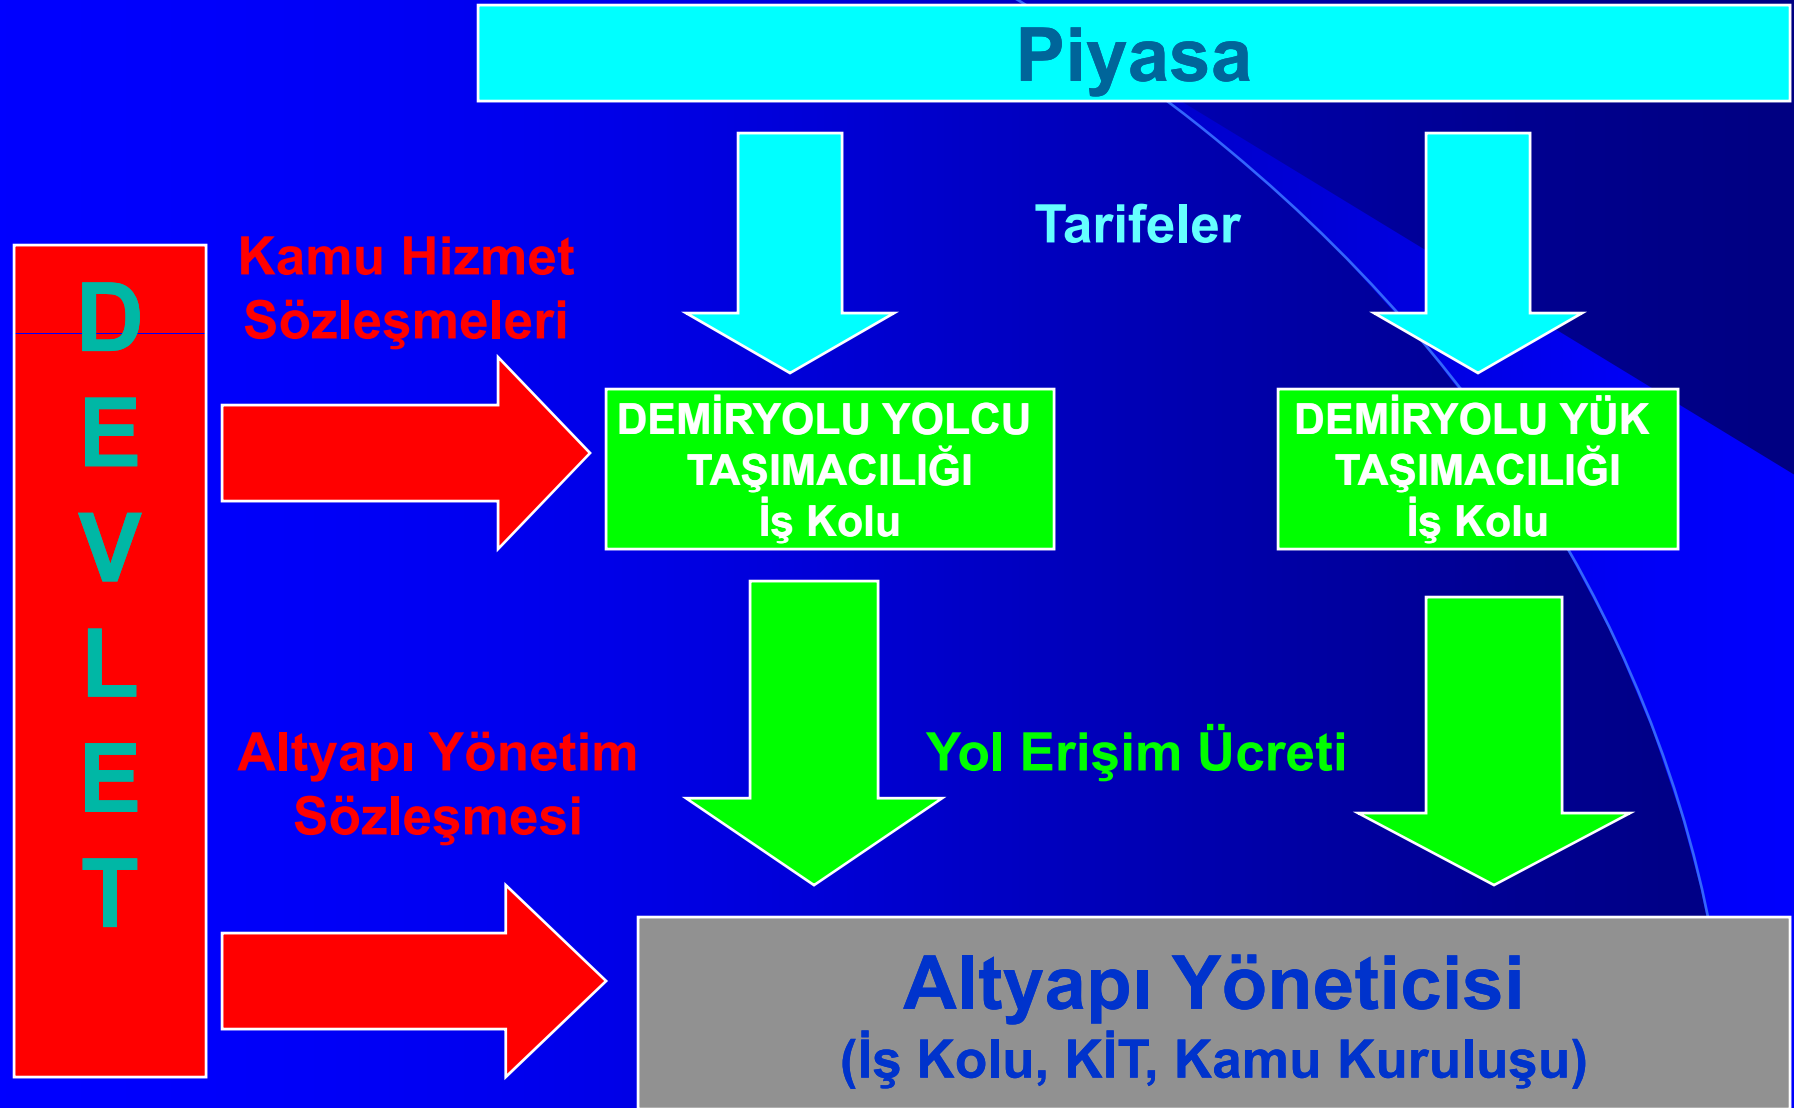 Piyasa
Tarifeler
Kamu Hizmet
Sözleşmeleri
D
E
V
L
E
T
DEMİRYOLU YOLCU
TAŞIMACILIĞI
İş Kolu
DEMİRYOLU YÜK
TAŞIMACILIĞI
İş Kolu
Altyapı Yönetim
Sözleşmesi
Yol Erişim Ücreti
Altyapı Yöneticisi
(İş Kolu, KİT, Kamu Kuruluşu)